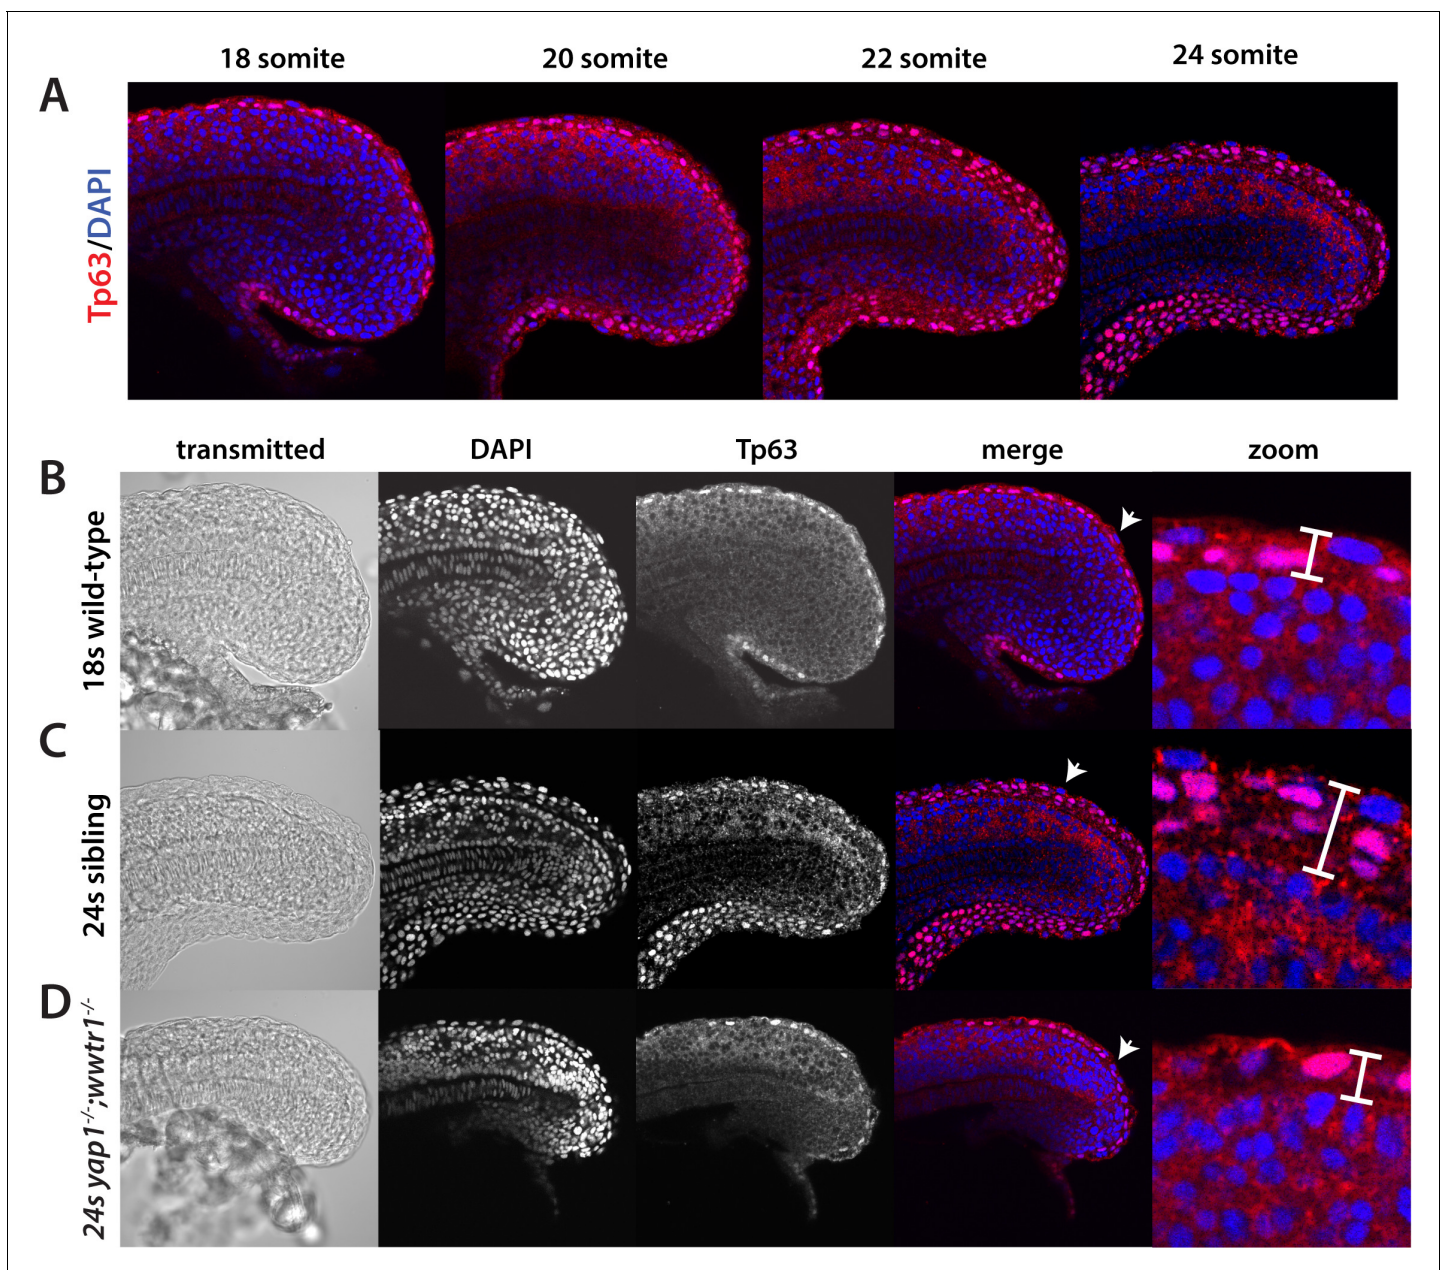 18 somite 20 somite 22 somite 24 somite
A
Tp63/DAPI
transmitted DAPI Tp63 merge zoom
B
18s wild-type
C
24s sibling
D
24s yap1-/-;wwtr1-/-